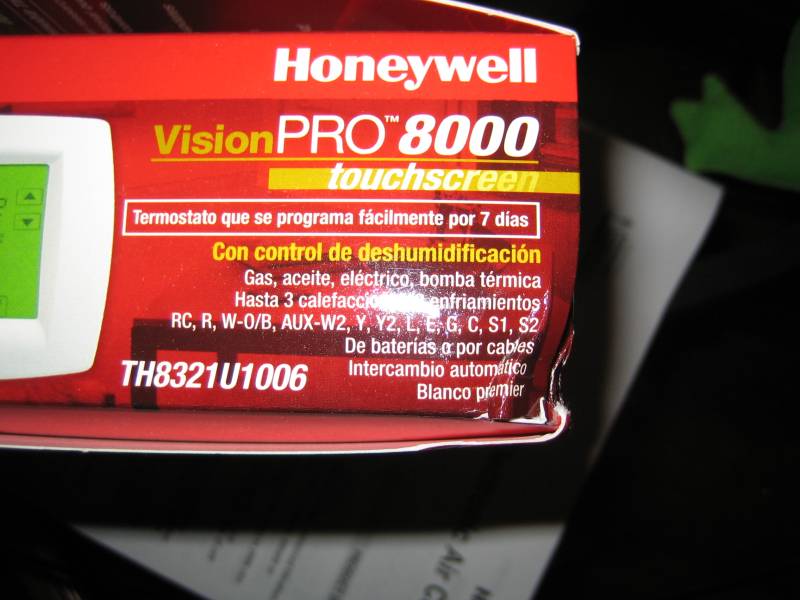 Honeywell
VisionPRO™ 8000
touchscreen
Termostato que se programa fácilmente por 7 días
Con control de deshumidificación
Gas, aceite, eléctrico, bomba térmica
Hasta 3 enfriamientos
RC, R, W-O/B, AUX-W2, Y, Y2, L, E, G, C, S1, S2
De baterías o por cables
TH8321U1006
Intercambio automático
Blanco premier
Air